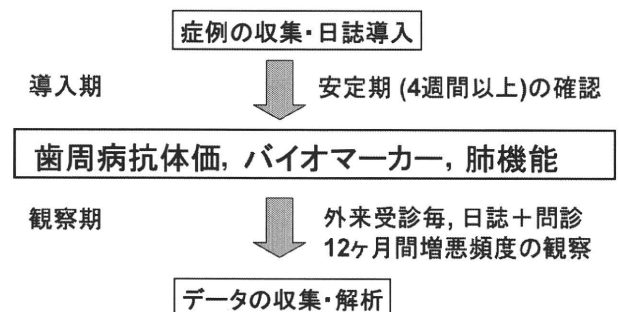 症例の収集・日誌導入
導入期
安定期 (4週間以上)の確認
歯周病抗体価, バイオマーカー, 肺機能
観察期
外来受診毎, 日誌＋問診
12ヶ月間増悪頻度の観察
データの収集・解析